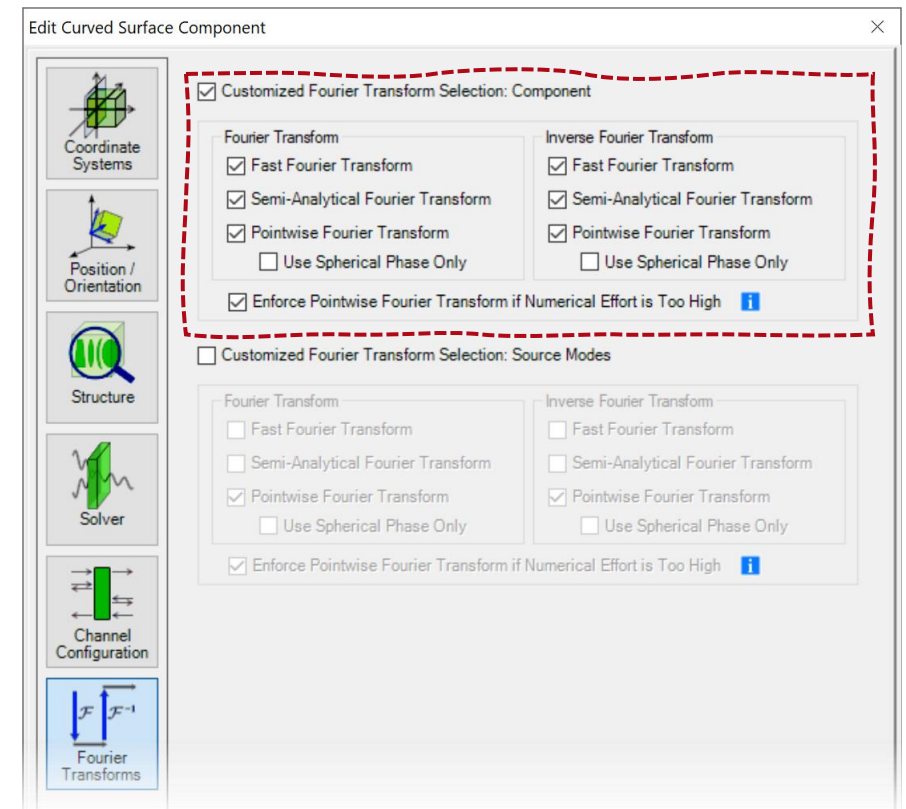 Edit Curved Surface Component
Coordinate
Systems
Position /
Orientation
Structure
Solver
Channel
Configuration
ℱ ℱ⁻¹
Fourier
Transforms
Customized Fourier Transform Selection: Component
Fourier Transform
Fast Fourier Transform
Semi-Analytical Fourier Transform
Pointwise Fourier Transform
Use Spherical Phase Only
Inverse Fourier Transform
Fast Fourier Transform
Semi-Analytical Fourier Transform
Pointwise Fourier Transform
Use Spherical Phase Only
Enforce Pointwise Fourier Transform if Numerical Effort is Too High i
Customized Fourier Transform Selection: Source Modes
Fourier Transform
Fast Fourier Transform
Semi-Analytical Fourier Transform
Pointwise Fourier Transform
Use Spherical Phase Only
Inverse Fourier Transform
Fast Fourier Transform
Semi-Analytical Fourier Transform
Pointwise Fourier Transform
Use Spherical Phase Only
Enforce Pointwise Fourier Transform if Numerical Effort is Too High i